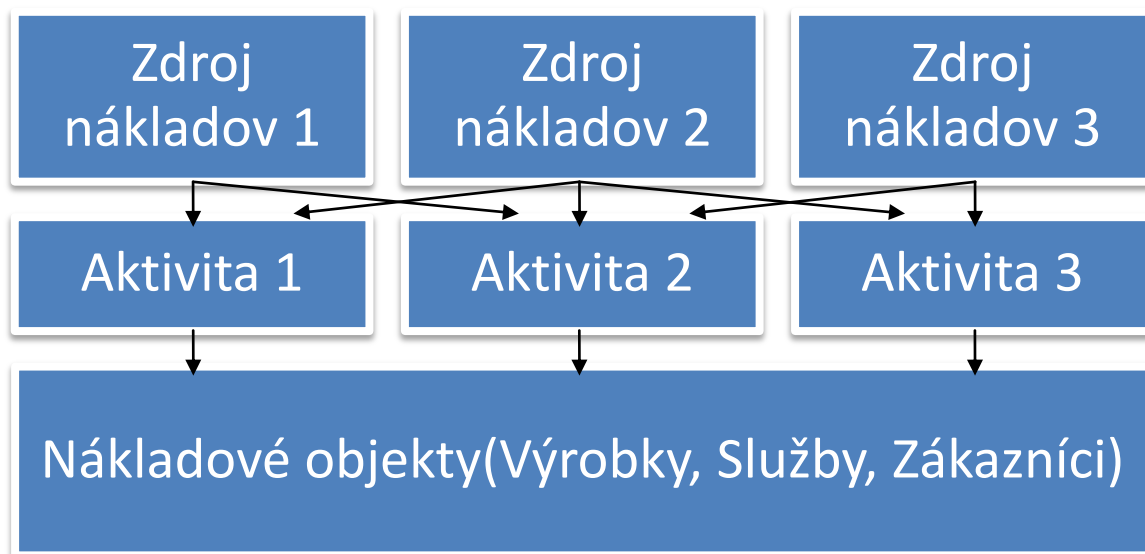 Zdroj
nákladov 1
Zdroj
nákladov 2
Zdroj
nákladov 3
Aktivita 1
Aktivita 2
Aktivita 3
Nákladové objekty(Výrobky, Služby, Zákazníci)